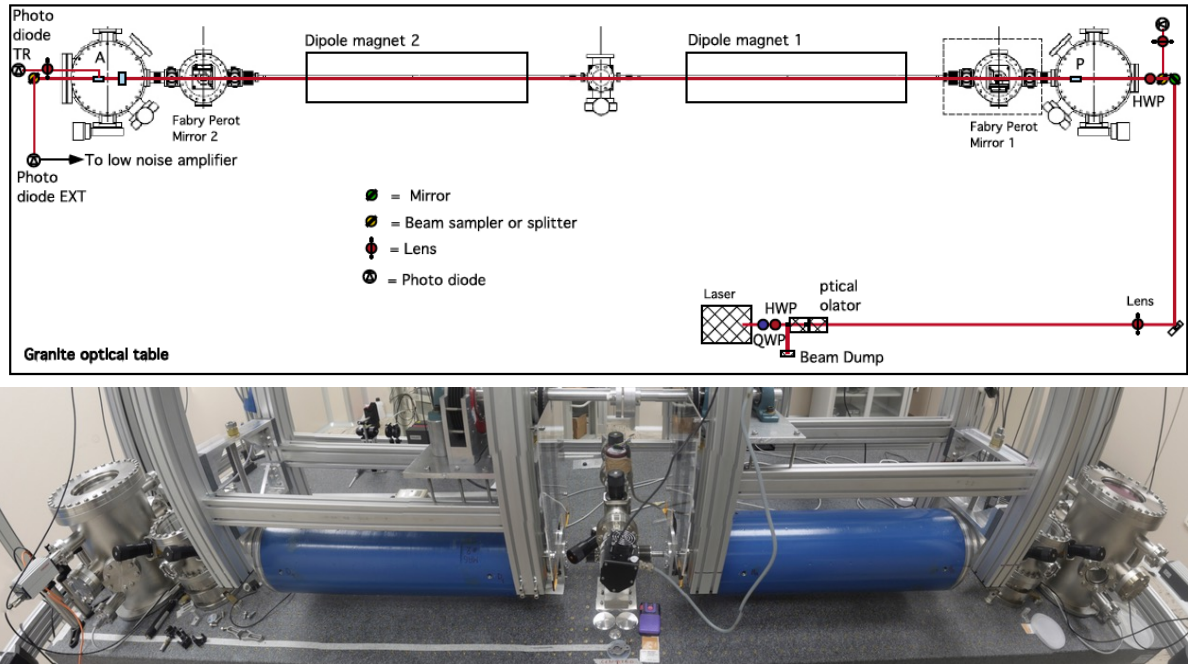 Photo
diode
TR
A
Dipole magnet 2
Dipole magnet 1
P
HWP
Fabry Perot
Mirror 2
Fabry Perot
Mirror 1
To low noise amplifier
Photo
diode EXT
= Mirror
= Beam sampler or splitter
= Lens
= Photo diode
Laser
HWP
ptical
olator
Lens
QWP
Beam Dump
Granite optical table